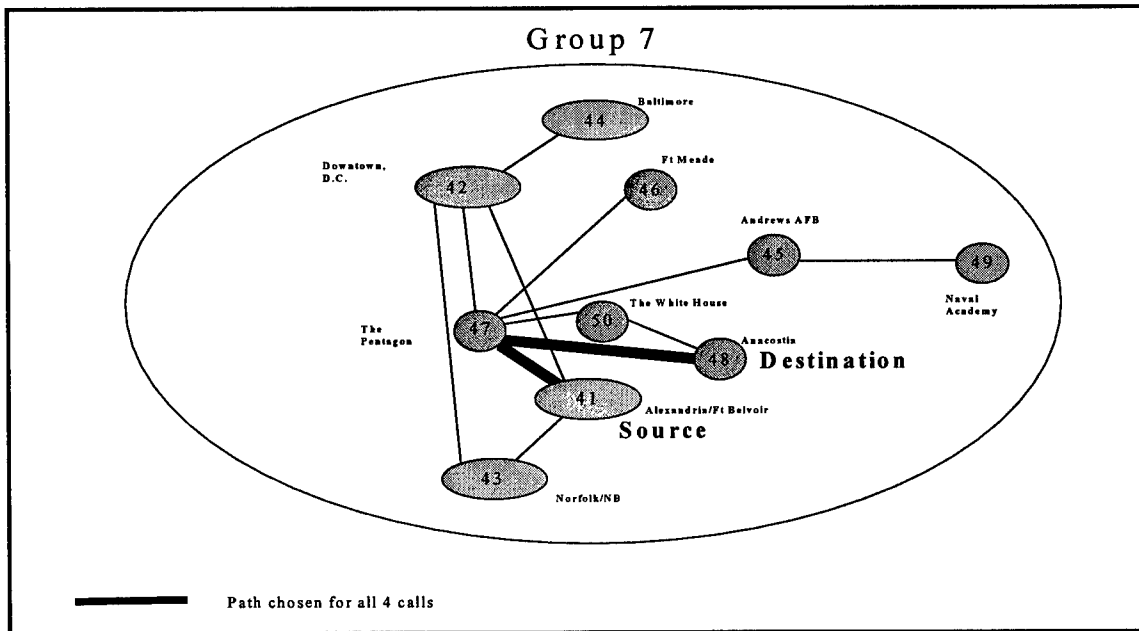 Group 7
Baltimore
44
Ft Meade
Downtown,
D.C.
42
46
Andrews AFB
45
49
Naval
Academy
The White House
50
The
Pentagon
47
Anacostia
48
Destination
41
Alexandria/Ft Belvoir
Source
43
Norfolk/NB
Path chosen for all 4 calls